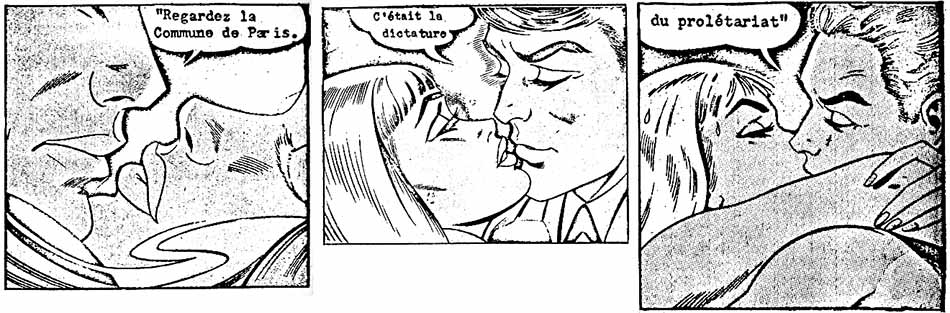 "Regardez la
Commune de Paris.
C'était la
dictature
du prolétariat"